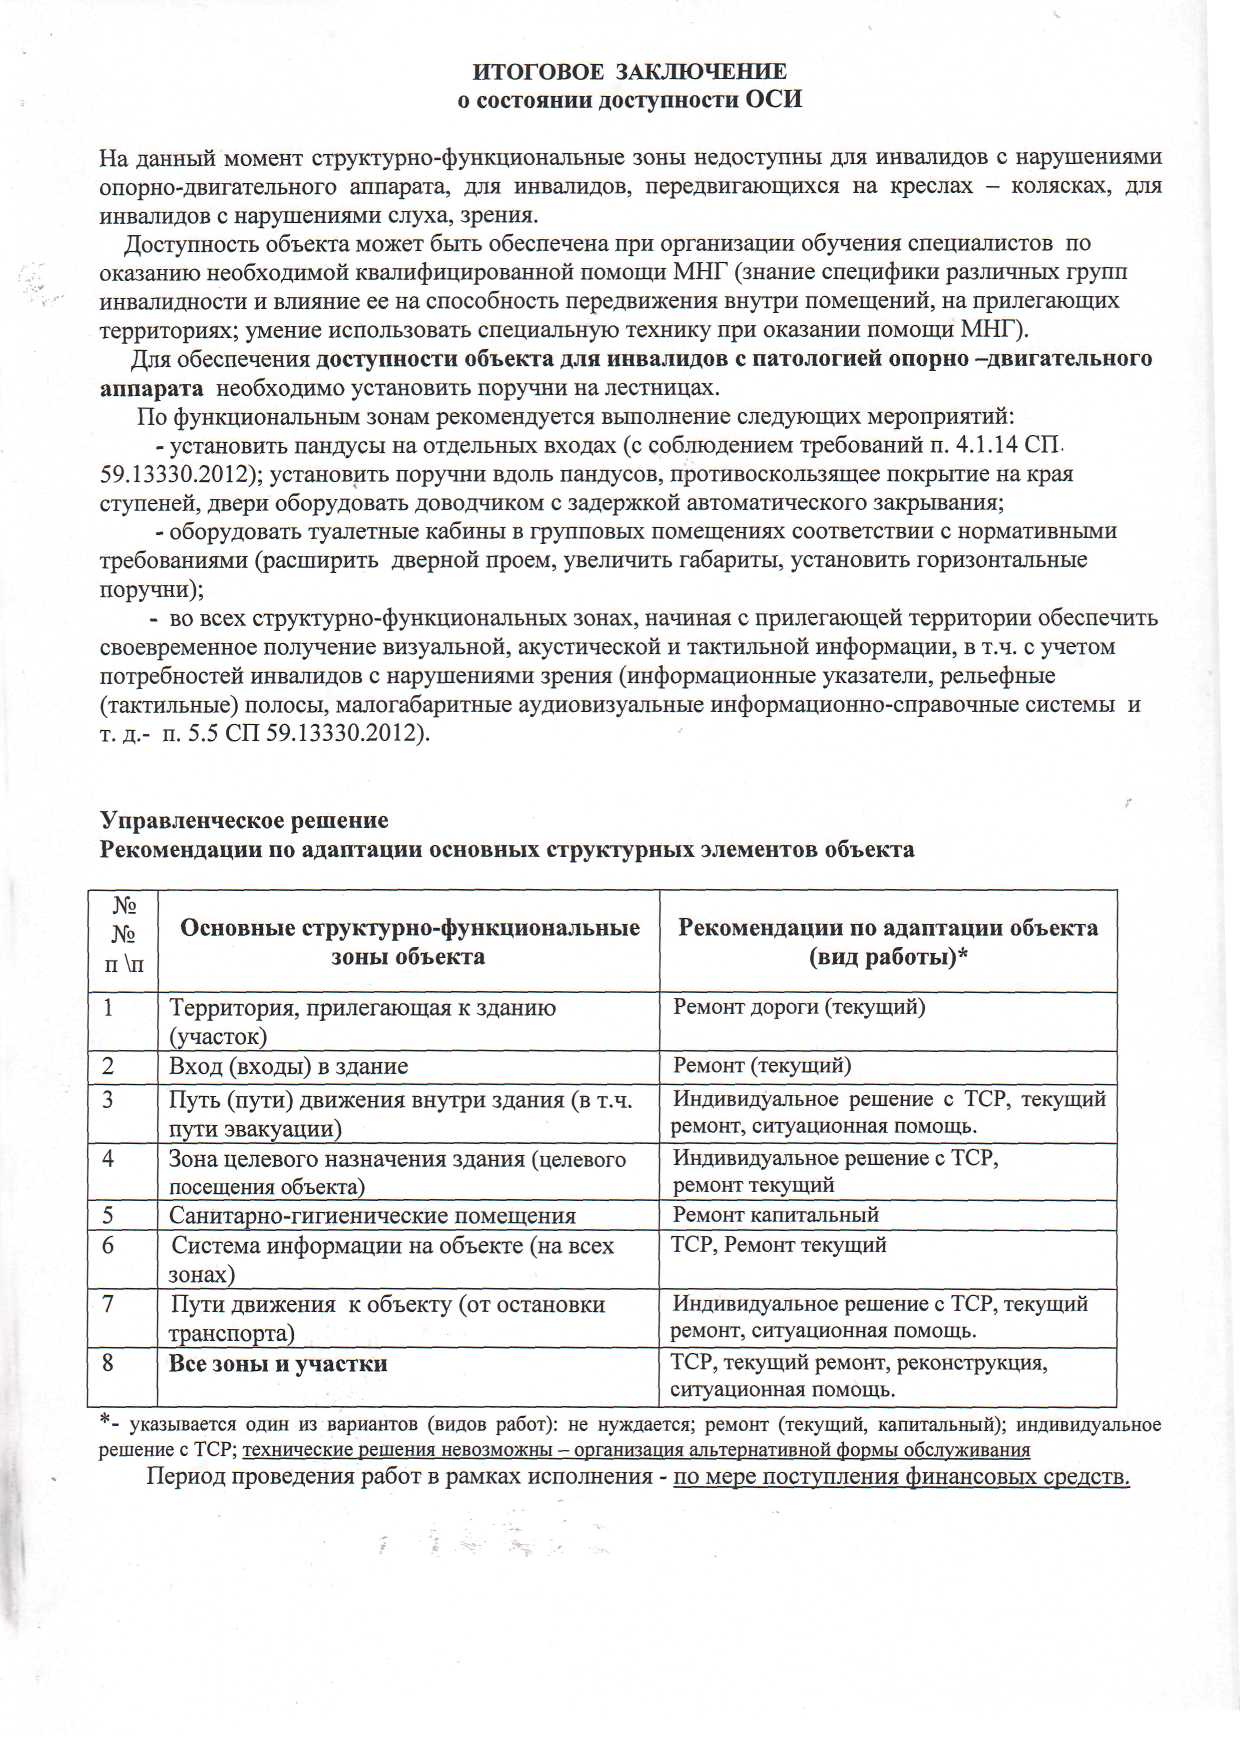 ИТОГОВОЕ ЗАКЛЮЧЕНИЕ
о состоянии доступности ОСИ
На данный момент структурно-функциональные зоны недоступны для инвалидов с нарушениями
опорно-двигательного аппарата, для инвалидов, передвигающихся на креслах – колясках, для
инвалидов с нарушениями слуха, зрения.
Доступность объекта может быть обеспечена при организации обучения специалистов по
оказанию необходимой квалифицированной помощи МНГ (знание специфики различных групп
инвалидности и влияние ее на способность передвижения внутри помещений, на прилегающих
территориях; умение использовать специальную технику при оказании помощи МНГ).
Для обеспечения доступности объекта для инвалидов с патологией опорно –двигательного
аппарата необходимо установить поручни на лестницах.
По функциональным зонам рекомендуется выполнение следующих мероприятий:
- установить пандусы на отдельных входах (с соблюдением требований п. 4.1.14 СП
59.13330.2012); установить поручни вдоль пандусов, противоскользящее покрытие на края
ступеней, двери оборудовать доводчиком с задержкой автоматического закрывания;
- оборудовать туалетные кабины в групповых помещениях соответствии с нормативными
требованиями (расширить дверной проем, увеличить габариты, установить горизонтальные
поручни);
- во всех структурно-функциональных зонах, начиная с прилегающей территории обеспечить
своевременное получение визуальной, акустической и тактильной информации, в т.ч. с учетом
потребностей инвалидов с нарушениями зрения (информационные указатели, рельефные
(тактильные) полосы, малогабаритные аудиовизуальные информационно-справочные системы и
т. д.- п. 5.5 СП 59.13330.2012).
Управленческое решение
Рекомендации по адаптации основных структурных элементов объекта
№
№
п \п
Основные структурно-функциональные
зоны объекта
Рекомендации по адаптации объекта
(вид работы)*
1
Территория, прилегающая к зданию
(участок)
Ремонт дороги (текущий)
2
Вход (входы) в здание
Ремонт (текущий)
3
Путь (пути) движения внутри здания (в т.ч.
пути эвакуации)
Индивидуальное решение с ТСР, текущий
ремонт, ситуационная помощь.
4
Зона целевого назначения здания (целевого
посещения объекта)
Индивидуальное решение с ТСР,
ремонт текущий
5
Санитарно-гигиенические помещения
Ремонт капитальный
6
Система информации на объекте (на всех
зонах)
ТСР, Ремонт текущий
7
Пути движения к объекту (от остановки
транспорта)
Индивидуальное решение с ТСР, текущий
ремонт, ситуационная помощь.
8
Все зоны и участки
ТСР, текущий ремонт, реконструкция,
ситуационная помощь.
*- указывается один из вариантов (видов работ): не нуждается; ремонт (текущий, капитальный); индивидуальное
решение с ТСР; технические решения невозможны – организация альтернативной формы обслуживания
Период проведения работ в рамках исполнения - по мере поступления финансовых средств.